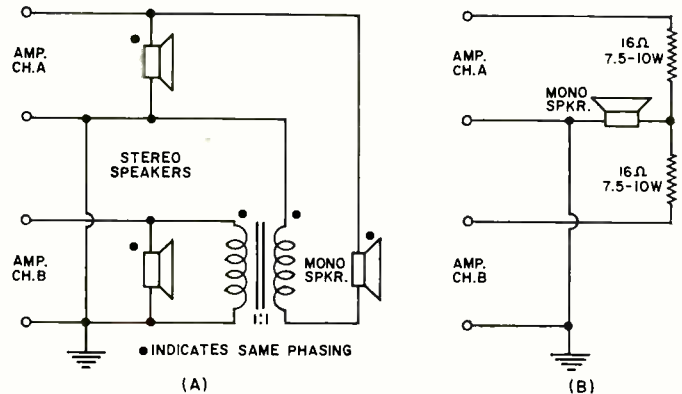 AMP.
CH.A
STEREO
SPEAKERS
AMP.
CH.B
MONO
SPKR.
1:1
●INDICATES SAME PHASING
(A)
AMP.
CH.A
16Ω
7.5-10W
MONO
SPKR.
16Ω
7.5-10W
AMP.
CH.B
(B)